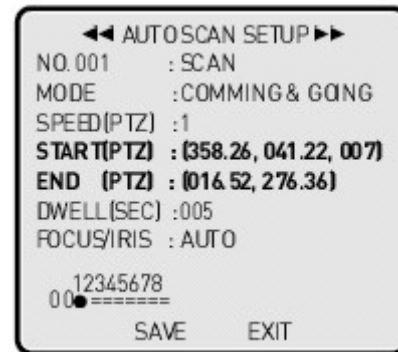 ◄◄ AUTOSCAN SETUP ►►
NO. 001 : SCAN
MODE : COMMING & GOING
SPEED(PTZ) : 1
START(PTZ) : (358.26, 041.22, 007)
END (PTZ) : (016.52, 276.36)
DWELL(SEC) : 005
FOCUS/IRIS : AUTO
12345678
00●=======
SAVE EXIT